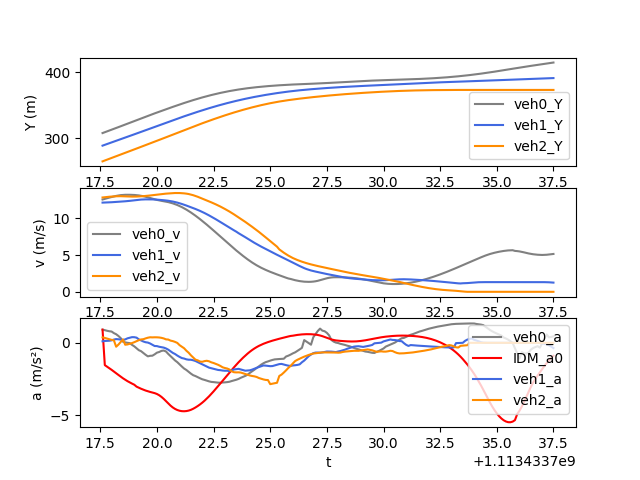 400
300
Y (m)
veh0_Y
veh1_Y
veh2_Y
17.5 20.0 22.5 25.0 27.5 30.0 32.5 35.0 37.5
10
5
0
v (m/s)
veh0_v
veh1_v
veh2_v
17.5 20.0 22.5 25.0 27.5 30.0 32.5 35.0 37.5
0
−5
a (m/s²)
veh0_a
IDM_a0
veh1_a
veh2_a
17.5 20.0 22.5 25.0 27.5 30.0 32.5 35.0 37.5
t
+1.1134337e9